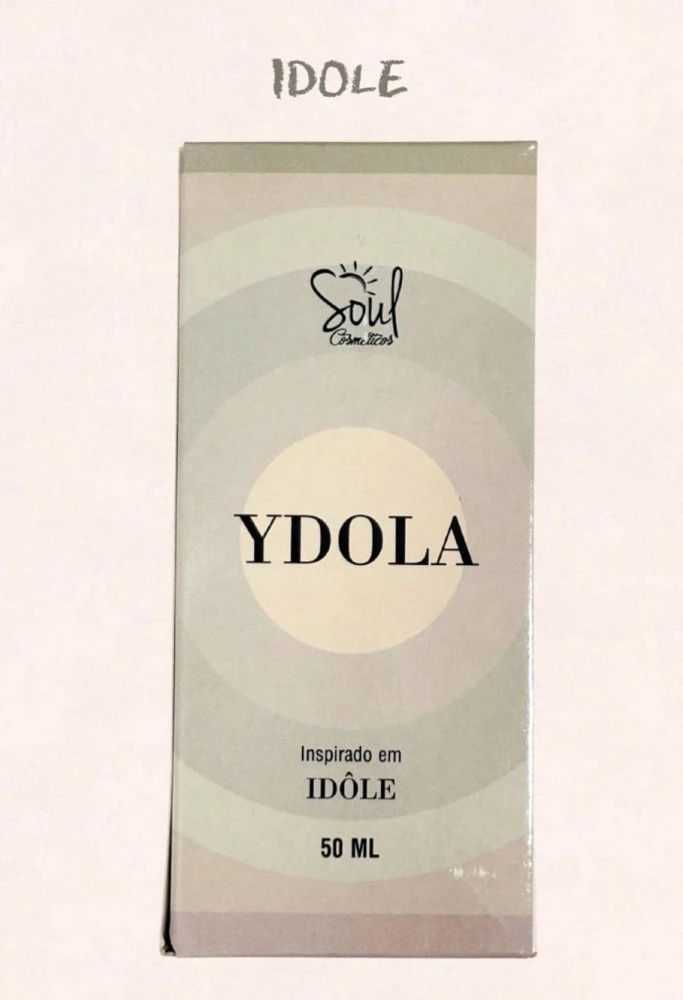 IDOLE
Soul
Cosméticos
YDOLA
Inspirado em
IDÔLE
50 ML